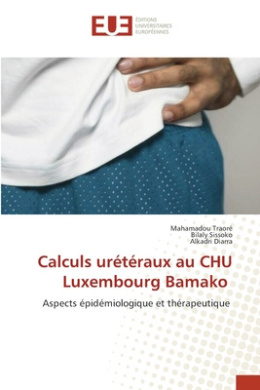 EUE
ÉDITIONS
UNIVERSITAIRES
EUROPÉENNES
Mahamadou Traoré
Bilaly Sissoko
Alkadri Diarra
Calculs urétéraux au CHU
Luxembourg Bamako
Aspects épidémiologique et thérapeutique